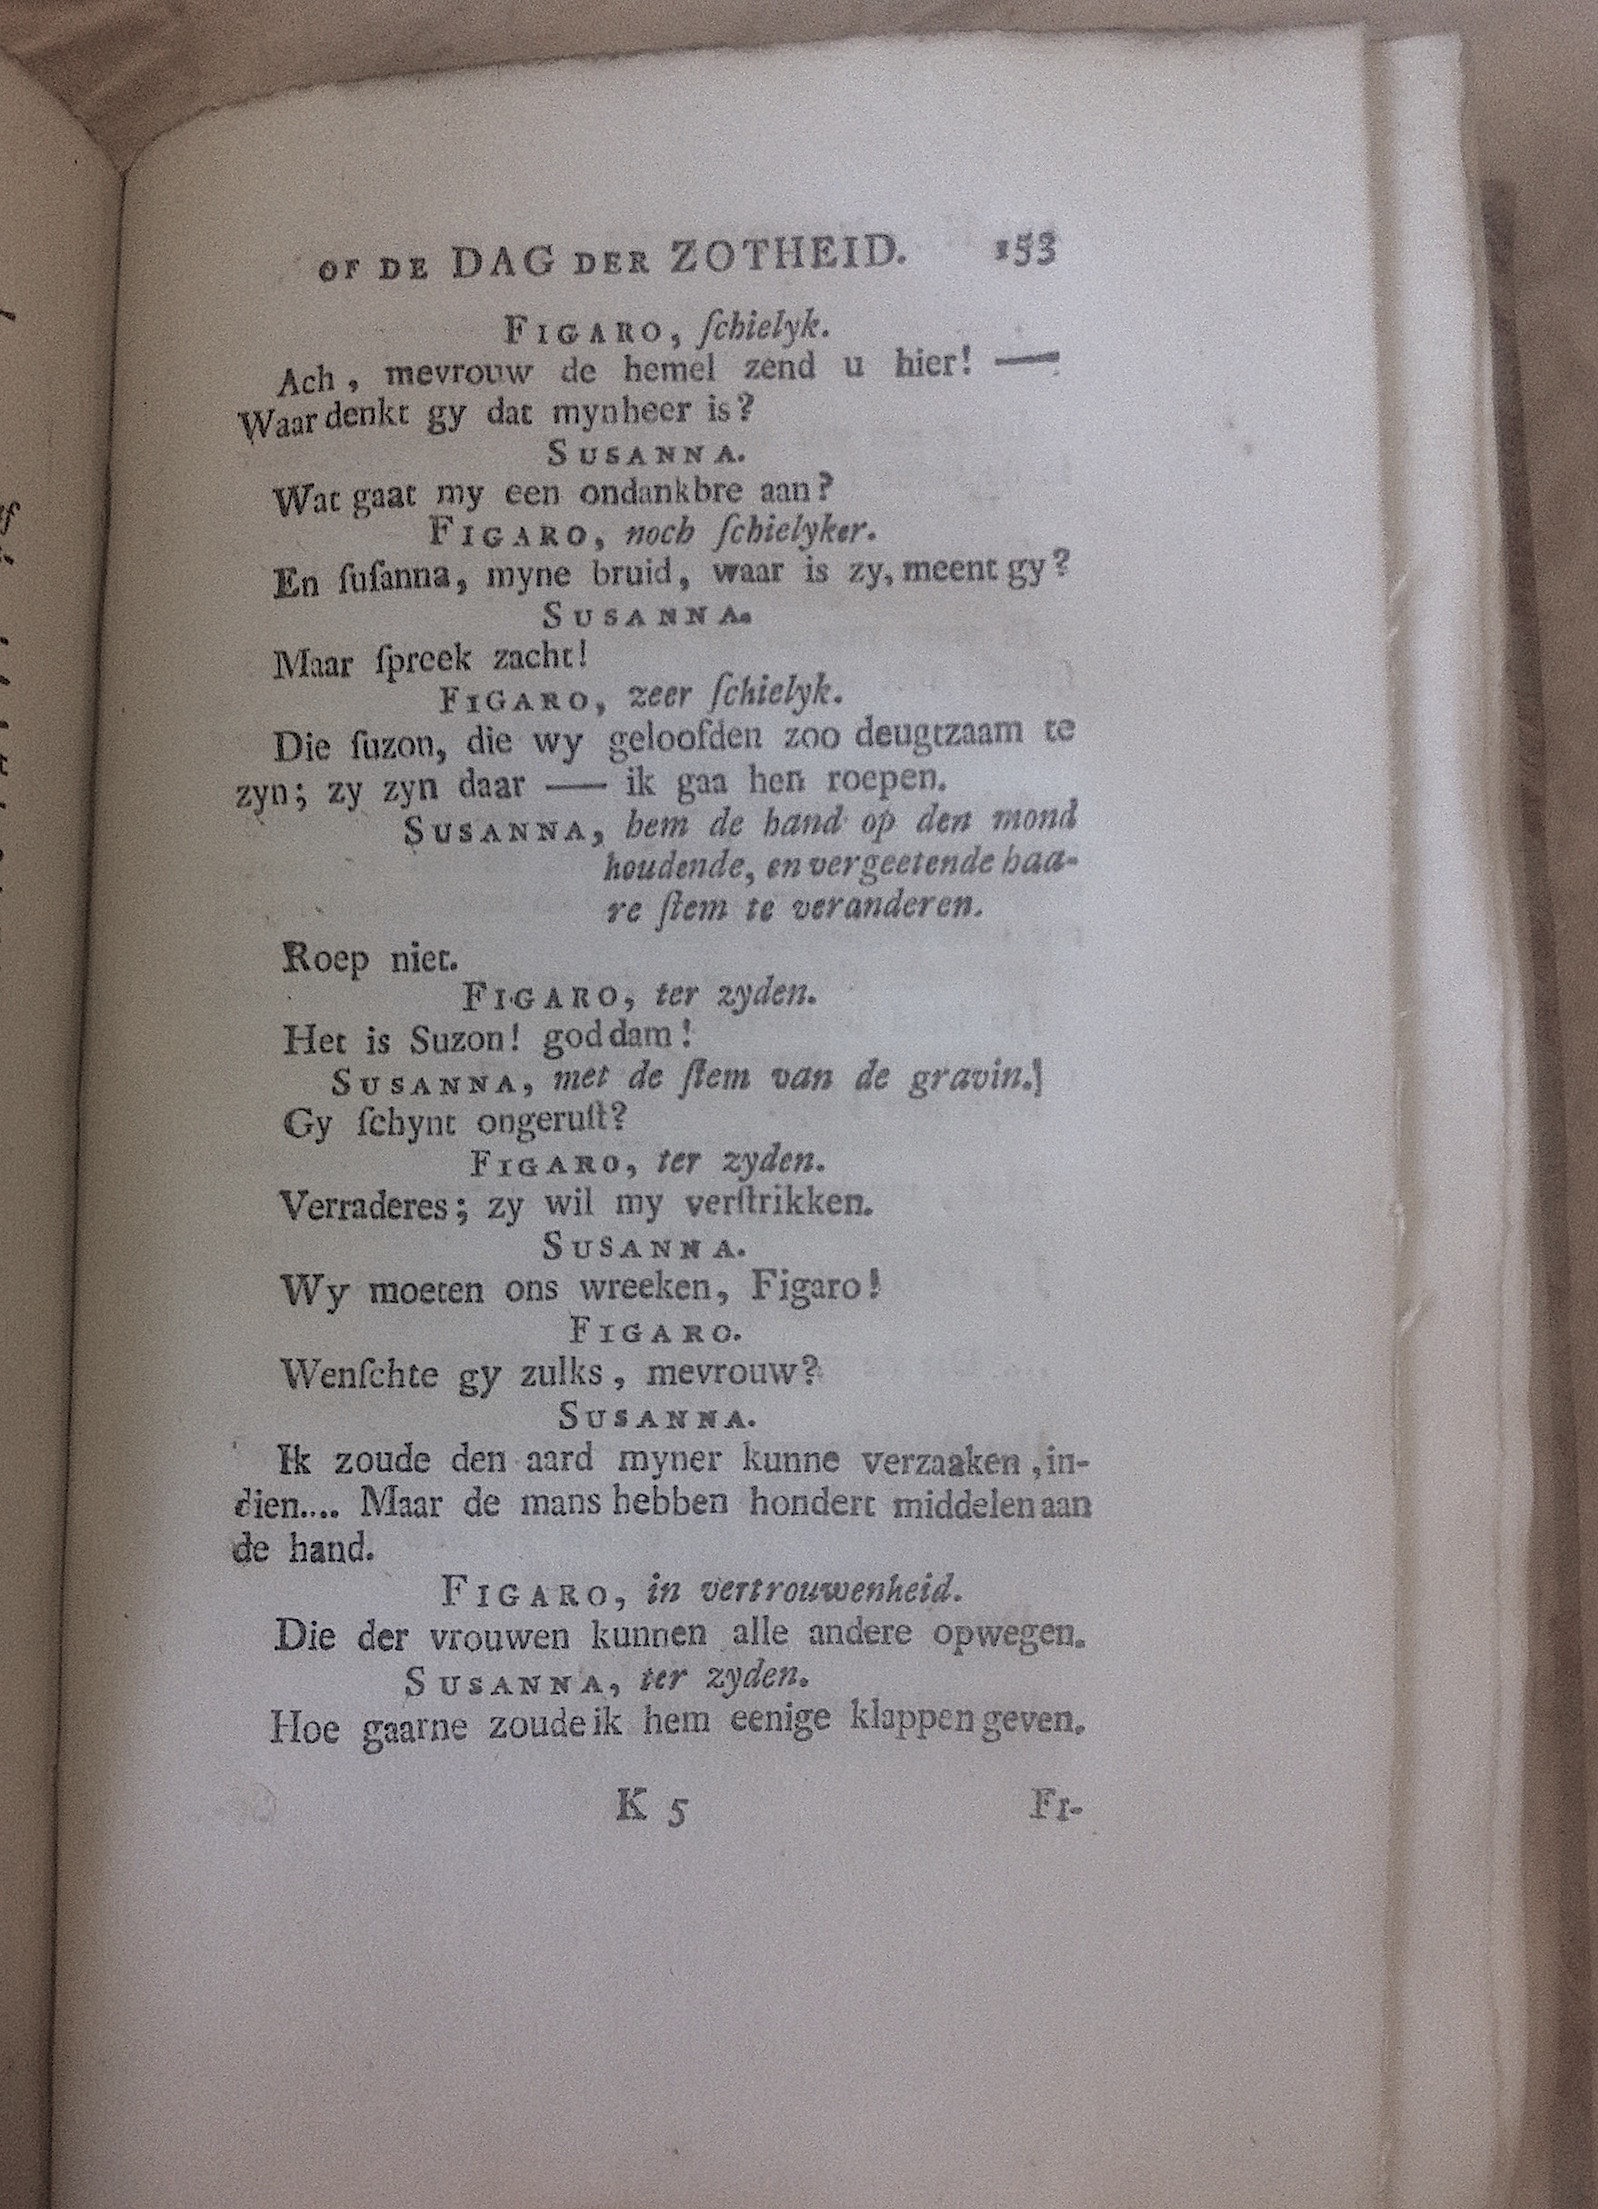 OF DE DAG DER ZOTHEID. 153
FIGARO, ſchielyk.
Ach, mevrouw de hemel zend u hier! —
Waar denkt gy dat mynheer is?
SUSANNA.
Wat gaat my een ondankbre aan?
FIGARO, noch ſchielyker.
En ſuſanna, myne bruid, waar is zy, meent gy?
SUSANNA.
Maar ſpreek zacht!
FIGARO, zeer ſchielyk.
Die ſuzon, die wy geloofden zoo deugtzaam te
zyn; zy zyn daar — ik gaa hen roepen.
SUSANNA, hem de hand op den mond
houdende, en vergeetende haa-
re ſtem te veranderen.
Roep niet.
FIGARO, ter zyden.
Het is Suzon! god dam!
SUSANNA, met de ſtem van de gravin.]
Gy ſchynt ongeruſt?
FIGARO, ter zyden.
Verraderes; zy wil my verſtrikken.
SUSANNA.
Wy moeten ons wreeken, Figaro!
FIGARO.
Wenſchte gy zulks, mevrouw?
SUSANNA.
Ik zoude den aard myner kunne verzaaken, in-
dien.... Maar de mans hebben hondert middelen aan
de hand.
FIGARO, in vertrouwenheid.
Die der vrouwen kunnen alle andere opwegen.
SUSANNA, ter zyden.
Hoe gaarne zoude ik hem eenige klappen geven.
K 5 FI-